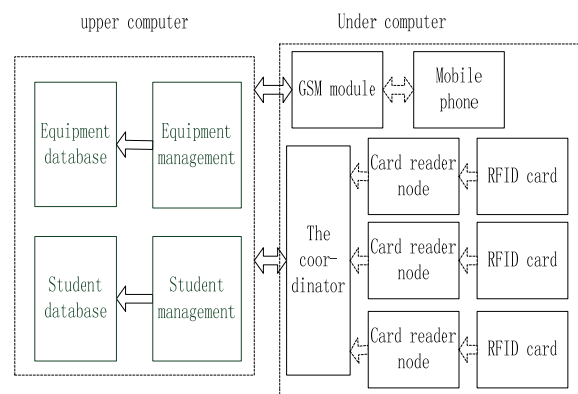 upper computer
Under computer
GSM module
Mobile
phone
Equipment
database
Equipment
management
Card reader
node
RFID card
The
coor-
dinator
Card reader
node
RFID card
Student
database
Student
management
Card reader
node
RFID card